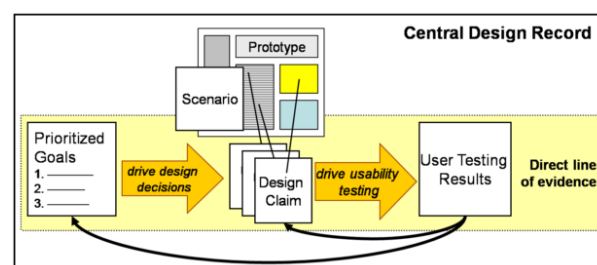 Central Design Record
Prototype
Scenario
Prioritized
Goals
1.
2.
3.
drive design
decisions
Design
Claim
drive usability
testing
User Testing
Results
Direct line
of evidence